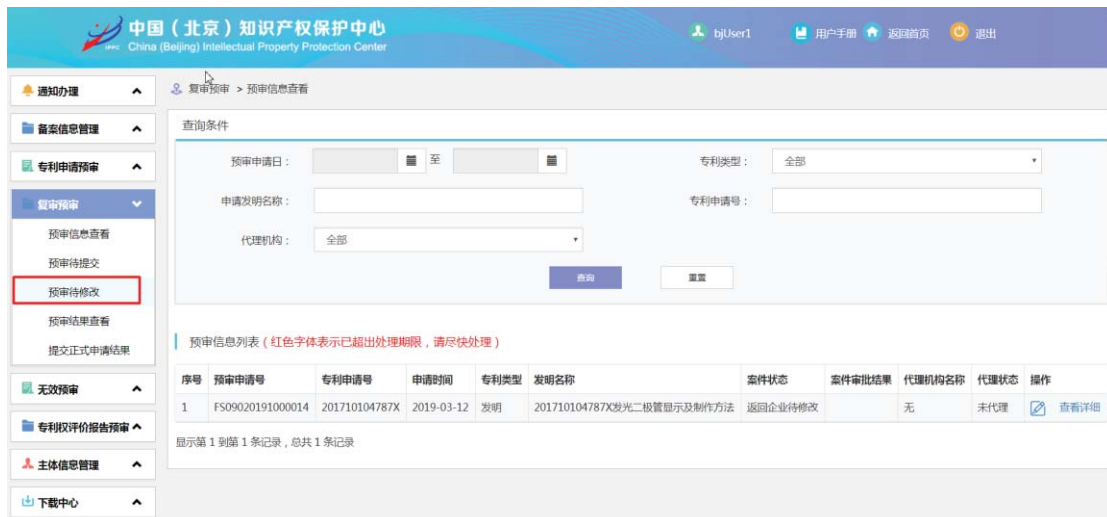 中国（北京）知识产权保护中心
IPPC China (Beijing) Intellectual Property Protection Center
bjUser1 用户手册 返回首页 退出
通知办理
备案信息管理
专利申请预审
复审预审
预审信息查看
预审待提交
预审待修改
预审结果查看
提交正式申请结果
无效预审
专利权评价报告预审
主体信息管理
下载中心
复审预审 > 预审信息查看
查询条件
预审申请日： 至 专利类型： 全部
申请发明名称： 专利申请号：
代理机构： 全部
查询 重置
预审信息列表（红色字体表示已超出处理期限，请尽快处理）
序号 预审申请号 专利申请号 申请时间 专利类型 发明名称 案件状态 案件审批结果 代理机构名称 代理状态 操作
1 FS09020191000014 201710104787X 2019-03-12 发明 201710104787X发光二极管显示及制作方法 返回企业待修改 无 未代理 查看详细
显示第 1 到第 1 条记录，总共 1 条记录